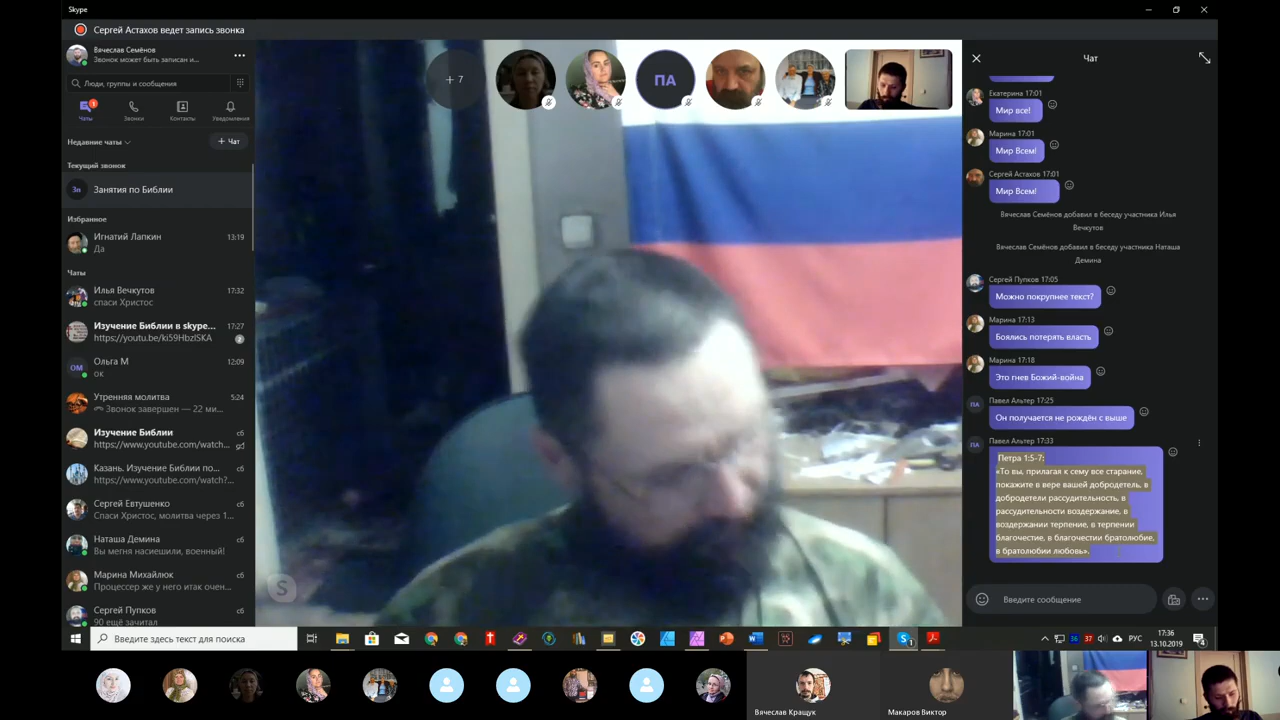 Skype
Сергей Астахов ведет запись звонка
Вячеслав Семёнов
Звонок может быть записан и...
Люди, группы и сообщения
Чаты
Звонки
Контакты
Уведомления
1
Недавние чаты
+ Чат
Текущий звонок
Зп
Занятия по Библии
Избранное
Игнатий Лапкин
13:19
Да
Чаты
Илья Вечкутов
17:32
спаси Христос
Изучение Библии в skype...
17:27
https://youtu.be/ki59HbzISKA
2
ОМ
Ольга М
12:09
ок
Утренняя молитва
5:24
Звонок завершен — 22 ми...
Изучение Библии
сб
https://www.youtube.com/watch...
Казань. Изучение Библии по...
сб
https://www.youtube.com/watch?...
Сергей Евтушенко
сб
Спаси Христос, молитва через 1...
Наташа Демина
сб
Вы мегня насиешили, военный!
Марина Михайлюк
сб
Процессер же у него итак очен...
Сергей Пупков
сб
90 ещё зачитал
+ 7
ПА
Чат
Екатерина 17:01
Мир все!
Марина 17:01
Мир Всем!
Сергей Астахов 17:01
Мир Всем!
Вячеслав Семёнов добавил в беседу участника Илья
Вечкутов
Вячеслав Семёнов добавил в беседу участника Наташа
Демина
Сергей Пупков 17:05
Можно покрупнее текст?
Марина 17:13
Боялись потерять власть
Марина 17:18
Это гнев Божий-война
Павел Альтер 17:25
ПА
Он получается не рождён с выше
Павел Альтер 17:33
ПА
Петра 1:5-7:
«То вы, прилагая к сему все старание,
покажите в вере вашей добродетель, в
добродетели рассудительность, в
рассудительности воздержание, в
воздержании терпение, в терпении
благочестие, в благочестии братолюбие,
в братолюбии любовь».
Введите сообщение
Введите здесь текст для поиска
36
37
РУС
17:36
13.10.2019
Вячеслав Кращук
Макаров Виктор